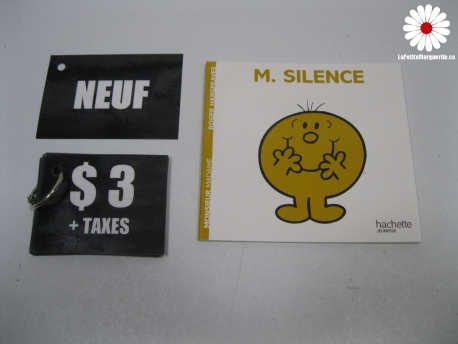 LaPetiteMarguerite.ca
NEUF
$ 3
+ TAXES
MONSIEUR MADAME
ROGER HARGREAVES
M. SILENCE
hachette
JEUNESSE